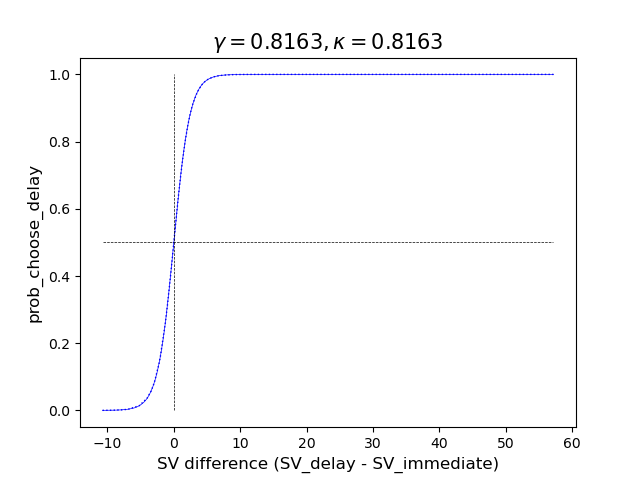 γ = 0.8163, κ = 0.8163
1.0
0.8
0.6
0.4
0.2
0.0
prob_choose_delay
−10 0 10 20 30 40 50 60
SV difference (SV_delay - SV_immediate)